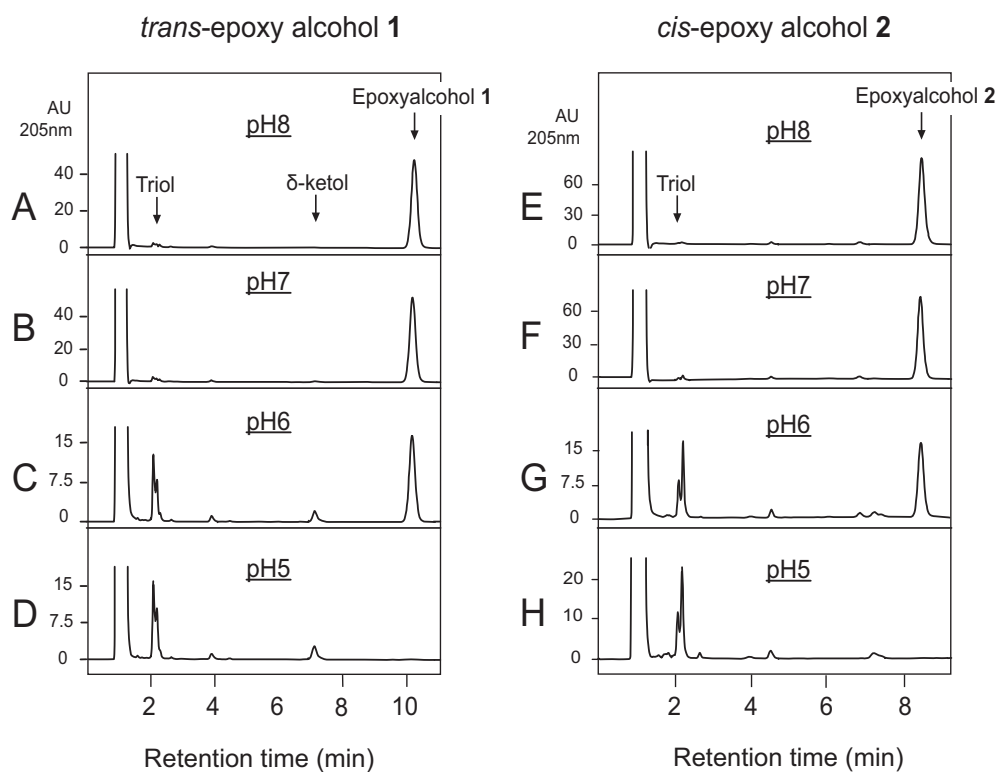 trans-epoxy alcohol 1
cis-epoxy alcohol 2
AU
205nm
Epoxyalcohol 1
pH8
Triol
δ-ketol
A
40
20
0
pH7
B
40
20
0
pH6
C
15
7.5
0
pH5
D
15
7.5
0
2
4
6
8
10
Retention time (min)
AU
205nm
Epoxyalcohol 2
pH8
Triol
E
60
30
0
pH7
F
60
30
0
pH6
G
15
7.5
0
pH5
H
20
10
0
2
4
6
8
Retention time (min)